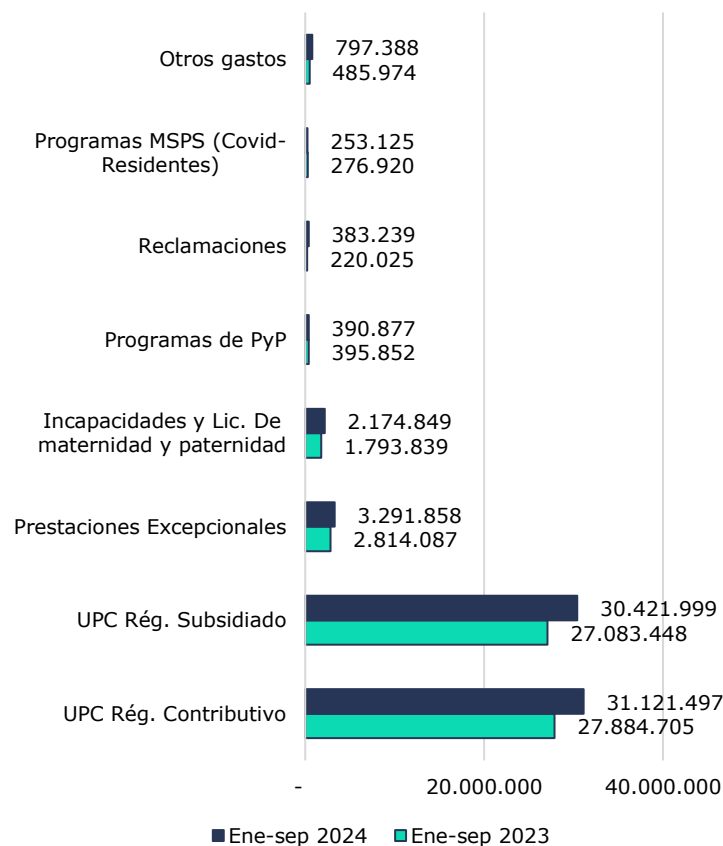 Otros gastos
797.388
485.974
Programas MSPS (Covid-
Residentes)
253.125
276.920
Reclamaciones
383.239
220.025
Programas de PyP
390.877
395.852
Incapacidades y Lic. De
maternidad y paternidad
2.174.849
1.793.839
Prestaciones Excepcionales
3.291.858
2.814.087
UPC Rég. Subsidiado
30.421.999
27.083.448
UPC Rég. Contributivo
31.121.497
27.884.705
- 20.000.000 40.000.000
Ene-sep 2024 Ene-sep 2023